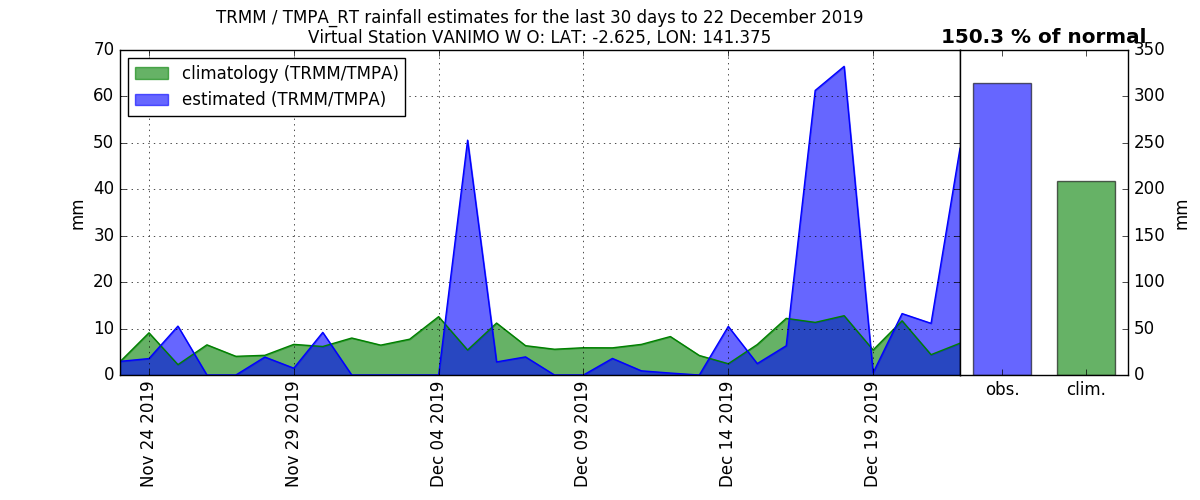 TRMM / TMPA_RT rainfall estimates for the last 30 days to 22 December 2019
Virtual Station VANIMO W O: LAT: -2.625, LON: 141.375
150.3 % of normal
climatology (TRMM/TMPA)
estimated (TRMM/TMPA)
70
60
50
40
30
20
10
0
mm
Nov 24 2019
Nov 29 2019
Dec 04 2019
Dec 09 2019
Dec 14 2019
Dec 19 2019
obs.
clim.
350
300
250
200
150
100
50
0
mm